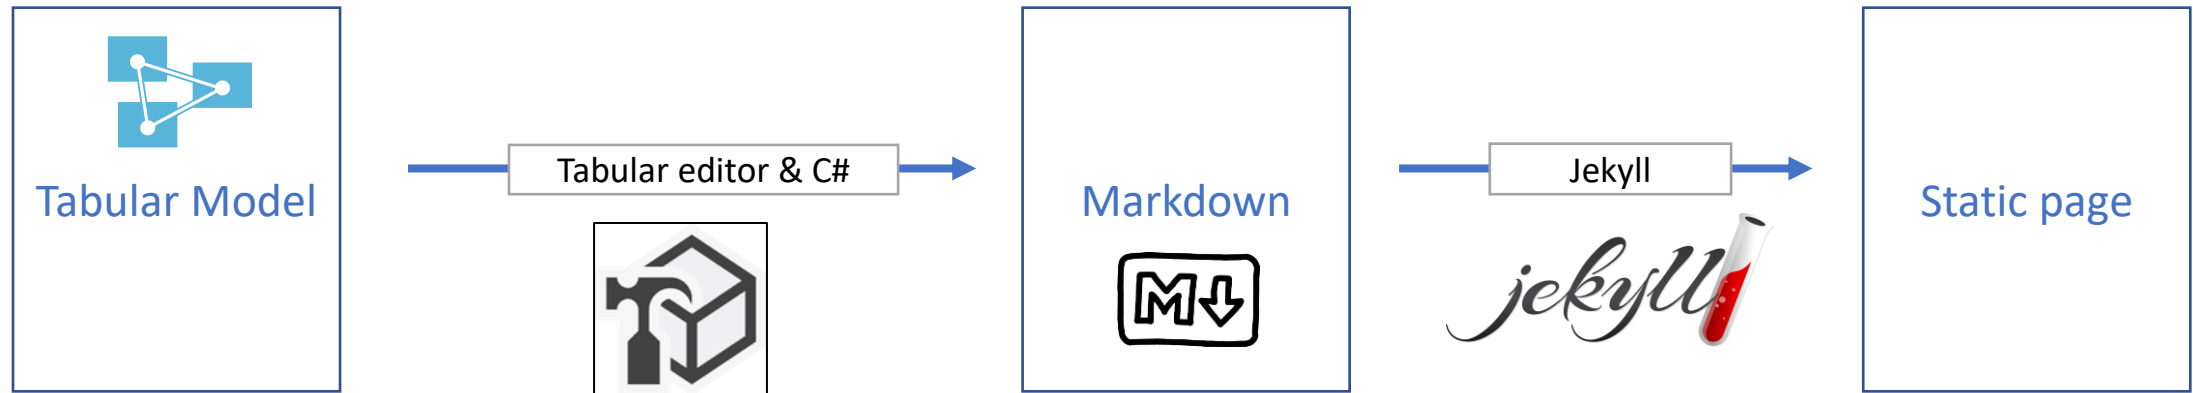 Tabular Model
Tabular editor & C#
Markdown
M
Jekyll
jekyll
Static page